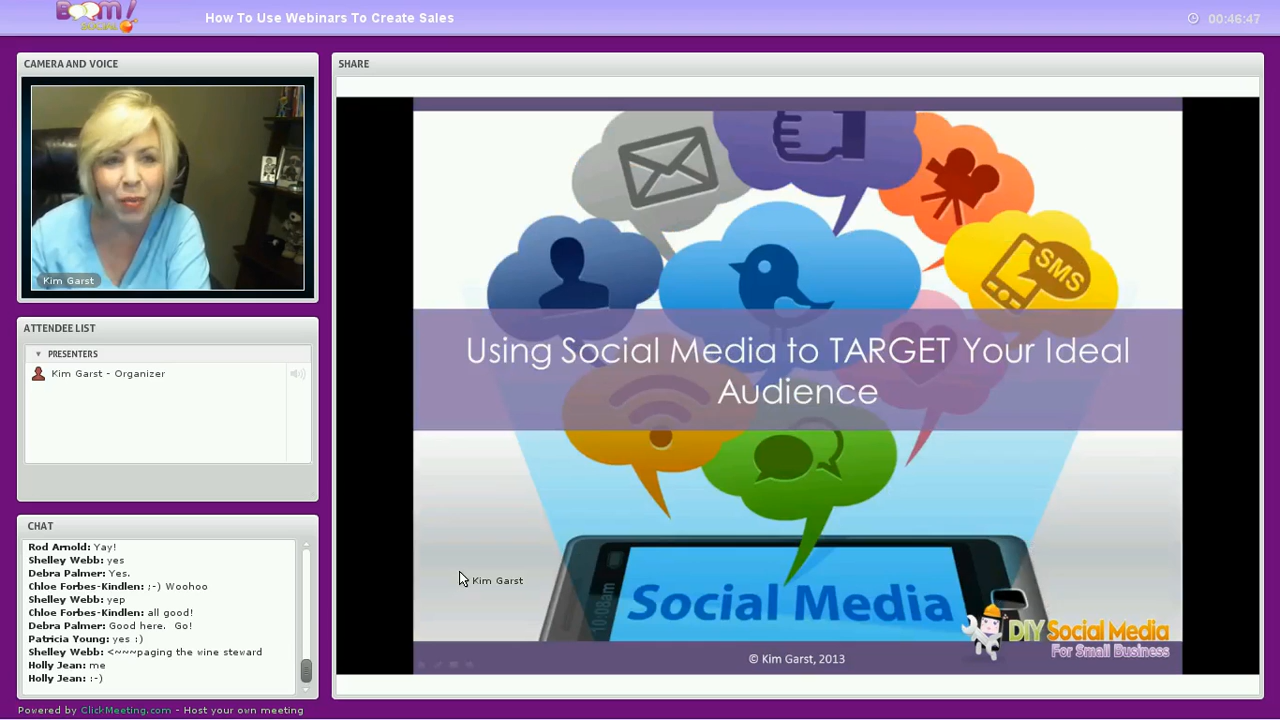 BOOM!
SOCIAL
How To Use Webinars To Create Sales
00:46:47
CAMERA AND VOICE
Kim Garst
ATTENDEE LIST
PRESENTERS
Kim Garst - Organizer
CHAT
Rod Arnold: Yay!
Shelley Webb: yes
Debra Palmer: Yes.
Chloe Forbes-Kindlen: ;-) Woohoo
Shelley Webb: yep
Chloe Forbes-Kindlen: all good!
Debra Palmer: Good here. Go!
Patricia Young: yes :)
Shelley Webb: <~~~paging the wine steward
Holly Jean: me
Holly Jean: :-)
Powered by ClickMeeting.com - Host your own meeting
SHARE
SMS
Using Social Media to TARGET Your Ideal
Audience
Kim Garst
10:08am
Social Media
DIY Social Media
For Small Business
© Kim Garst, 2013